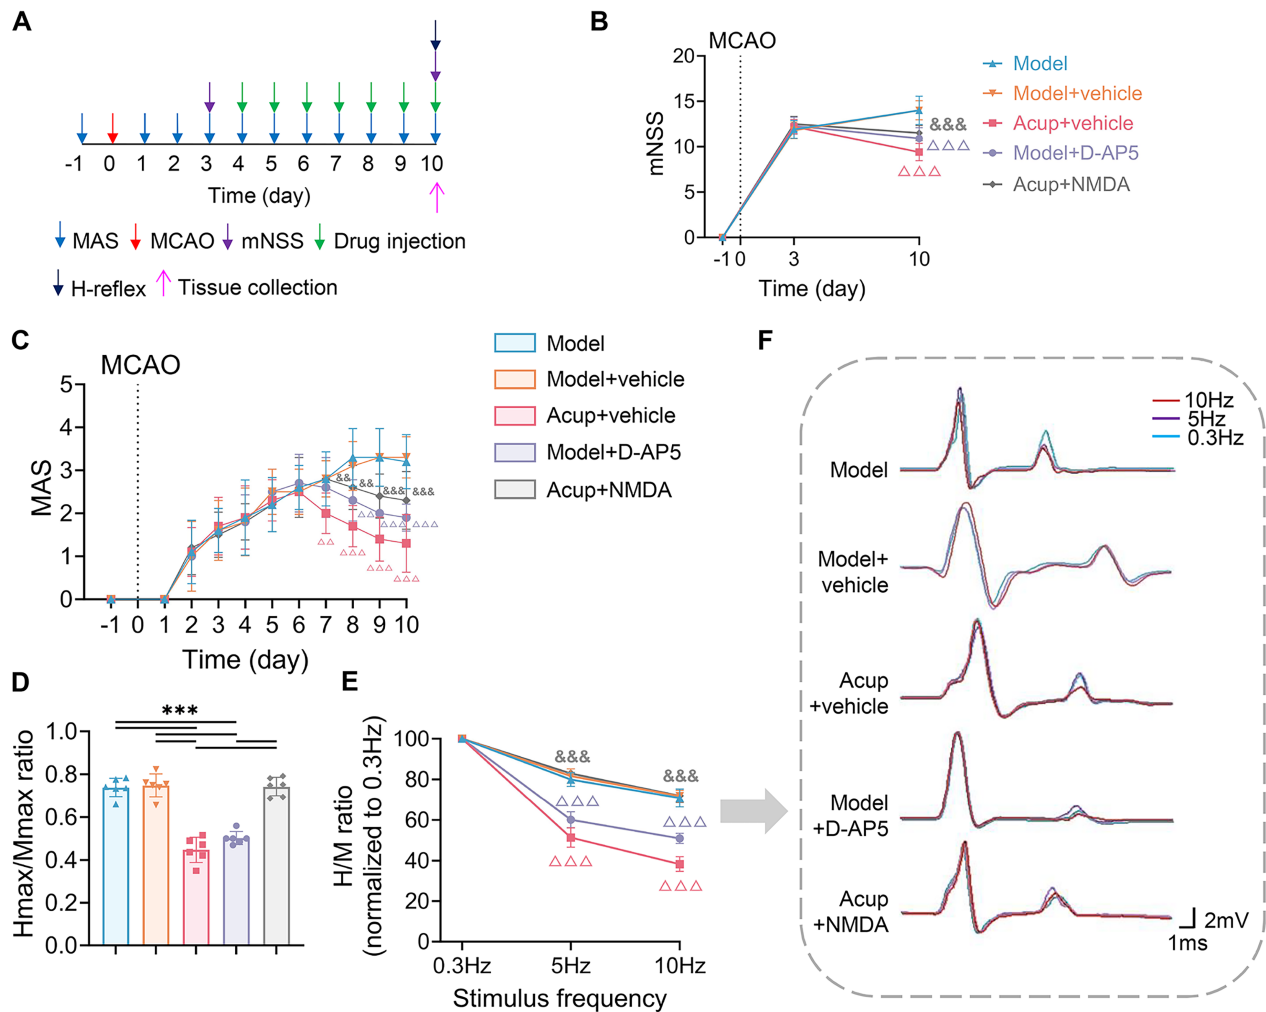 A
-1 0 1 2 3 4 5 6 7 8 9 10
Time (day)
MAS MCAO mNSS Drug injection
H-reflex Tissue collection
B
MCAO
mNSS
20
15
10
5
0
-1 0 3 10
Time (day)
Model
Model+vehicle
Acup+vehicle
Model+D-AP5
Acup+NMDA
&&&
△△△
△△△
C
MCAO
MAS
5
4
3
2
1
0
-1 0 1 2 3 4 5 6 7 8 9 10
Time (day)
&& && &&& &&&
△△ △△△ △△△
△△ △△△ △△△ △△△
Model
Model+vehicle
Acup+vehicle
Model+D-AP5
Acup+NMDA
D
Hmax/Mmax ratio
1.0
0.8
0.6
0.4
0.2
0.0
***
E
H/M ratio
(normalized to 0.3Hz)
100
80
60
40
20
0
&&& &&&
△△△ △△△
△△△ △△△
0.3Hz 5Hz 10Hz
Stimulus frequency
F
10Hz
5Hz
0.3Hz
Model
Model+
vehicle
Acup
+vehicle
Model
+D-AP5
Acup
+NMDA
2mV
1ms